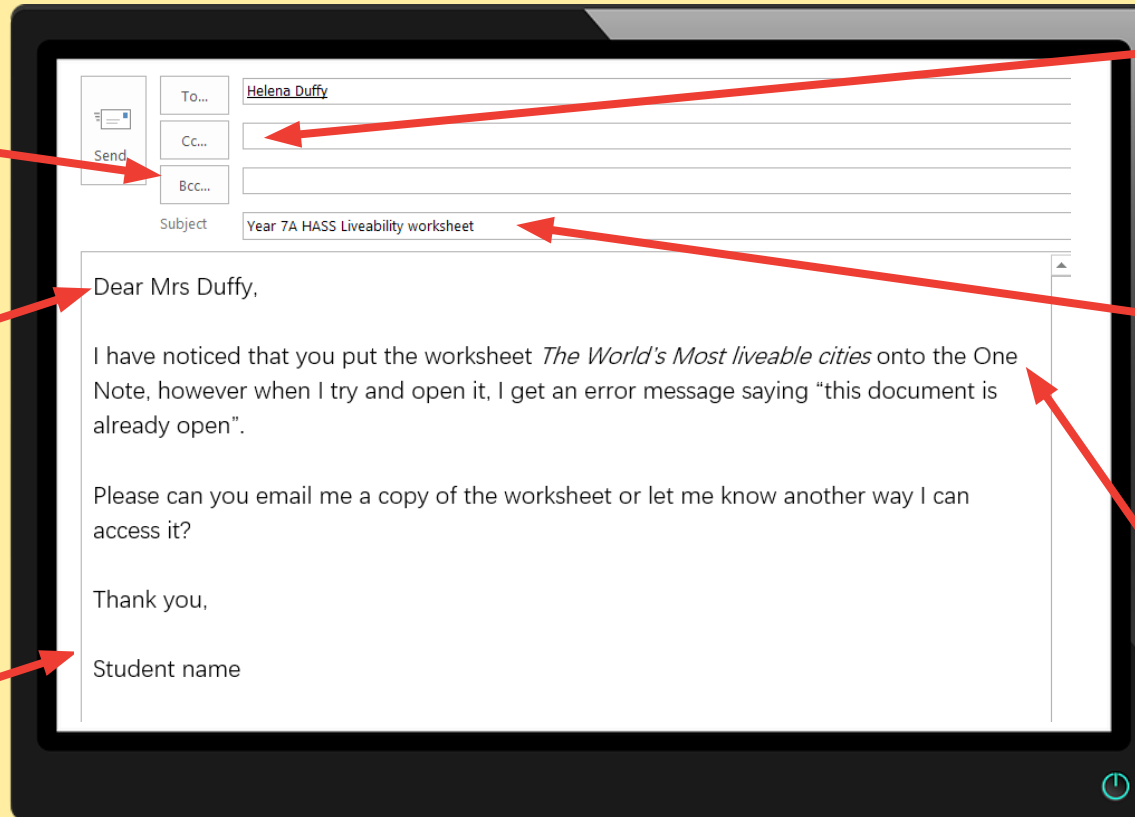 To...
Helena Duffy
Cc...
Send
Bcc...
Subject
Year 7A HASS Liveability worksheet
Dear Mrs Duffy,
I have noticed that you put the worksheet The World's Most liveable cities onto the One
Note, however when I try and open it, I get an error message saying “this document is
already open”.
Please can you email me a copy of the worksheet or let me know another way I can
access it?
Thank you,
Student name